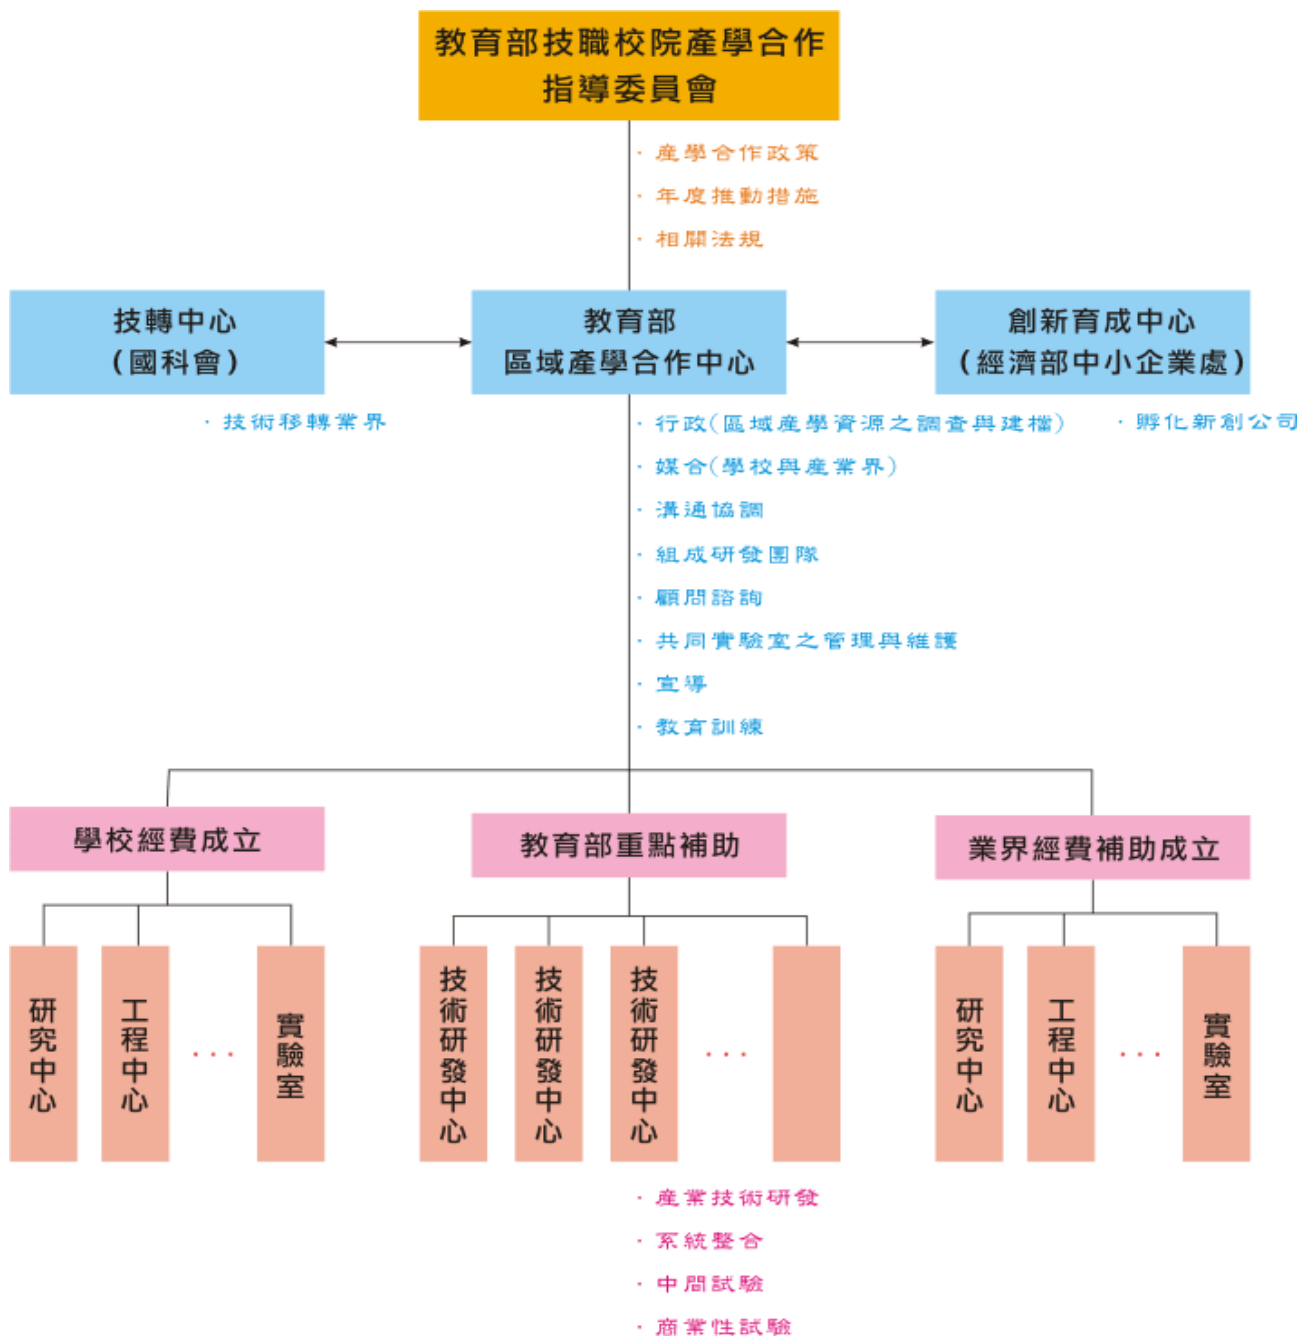 教育部技職校院產學合作
指導委員會
· 產學合作政策
· 年度推動措施
· 相關法規
技轉中心
(國科會)
教育部
區域產學合作中心
創新育成中心
(經濟部中小企業處)
· 技術移轉業界
· 行政(區域產學資源之調查與建檔)
· 孵化新創公司
· 媒合(學校與產業界)
· 溝通協調
· 組成研發團隊
· 顧問諮詢
· 共同實驗室之管理與維護
· 宣導
· 教育訓練
學校經費成立
教育部重點補助
業界經費補助成立
研究中心
工程中心
···
實驗室
技術研發中心
技術研發中心
技術研發中心
···
研究中心
工程中心
···
實驗室
· 產業技術研發
· 系統整合
· 中間試驗
· 商業性試驗